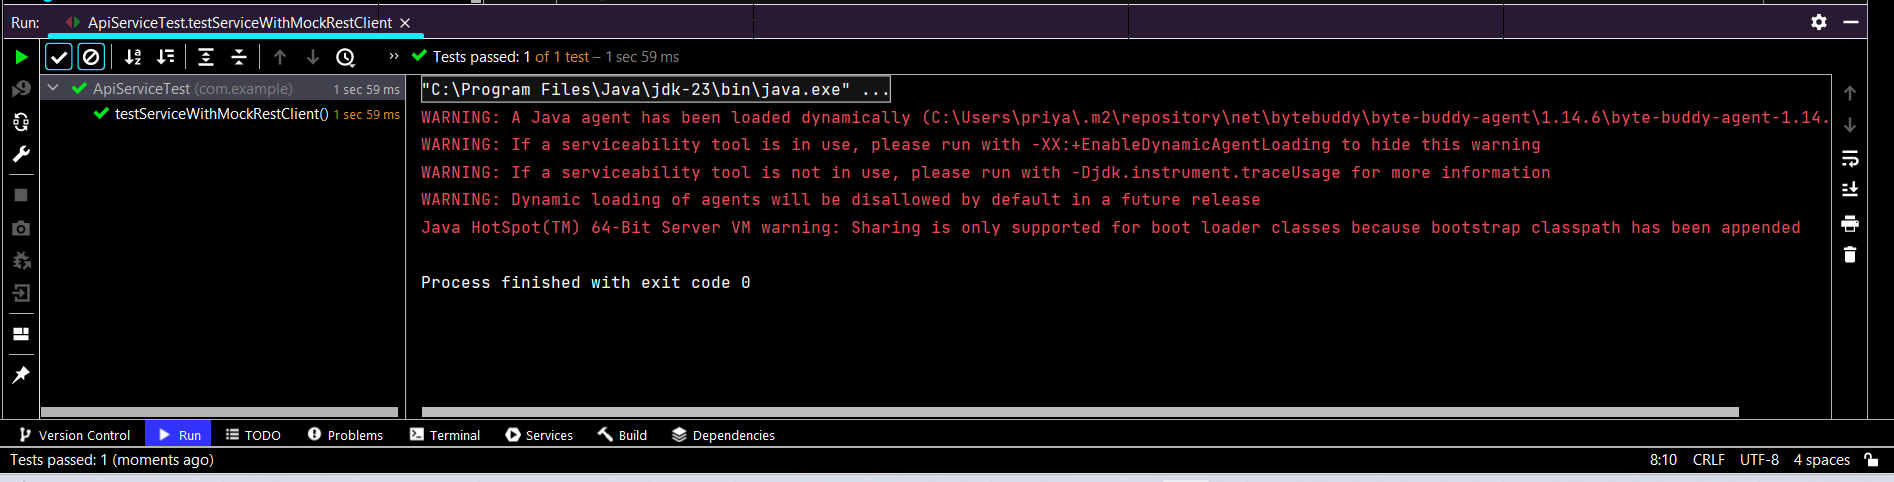 Run: ApiServiceTest.testServiceWithMockRestClient
Tests passed: 1 of 1 test – 1 sec 59 ms
ApiServiceTest (com.example) 1 sec 59 ms
testServiceWithMockRestClient() 1 sec 59 ms
"C:\Program Files\Java\jdk-23\bin\java.exe" ...
WARNING: A Java agent has been loaded dynamically (C:\Users\priya\.m2\repository\net\bytebuddy\byte-buddy-agent\1.14.6\byte-buddy-agent-1.14.
WARNING: If a serviceability tool is in use, please run with -XX:+EnableDynamicAgentLoading to hide this warning
WARNING: If a serviceability tool is not in use, please run with -Djdk.instrument.traceUsage for more information
WARNING: Dynamic loading of agents will be disallowed by default in a future release
Java HotSpot(TM) 64-Bit Server VM warning: Sharing is only supported for boot loader classes because bootstrap classpath has been appended
Process finished with exit code 0
Version Control Run TODO Problems Terminal Services Build Dependencies
Tests passed: 1 (moments ago) 8:10 CRLF UTF-8 4 spaces